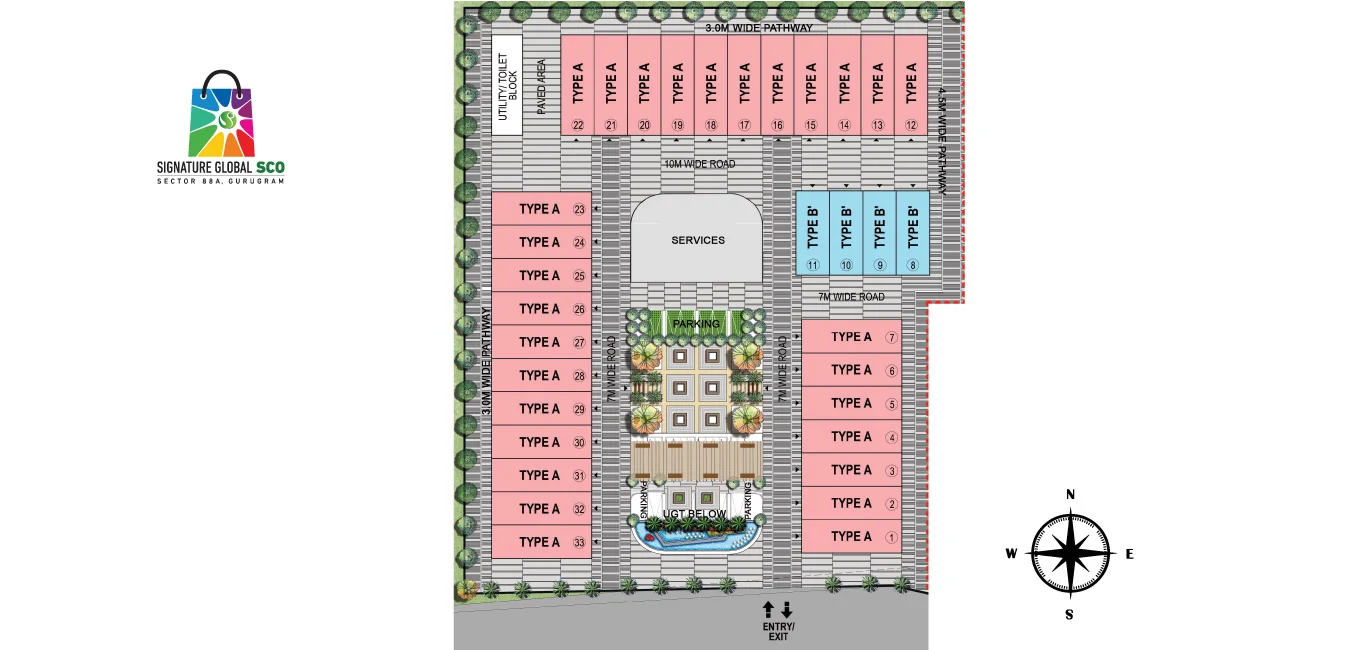 SIGNATURE GLOBAL SCO
SECTOR 88A, GURUGRAM
3.0M WIDE PATHWAY
UTILITY/ TOILET
BLOCK
PAVED AREA
TYPE A 22
TYPE A 21
TYPE A 20
TYPE A 19
TYPE A 18
TYPE A 17
TYPE A 16
TYPE A 15
TYPE A 14
TYPE A 13
TYPE A 12
4.5M WIDE PATHWAY
10M WIDE ROAD
TYPE A 23
TYPE A 24
TYPE A 25
TYPE A 26
TYPE A 27
TYPE A 28
TYPE A 29
TYPE A 30
TYPE A 31
TYPE A 32
TYPE A 33
3.0M WIDE PATHWAY
7M WIDE ROAD
SERVICES
PARKING
PARKING
PARKING
UGT BELOW
7M WIDE ROAD
TYPE B' 11
TYPE B' 10
TYPE B' 9
TYPE B' 8
7M WIDE ROAD
TYPE A 7
TYPE A 6
TYPE A 5
TYPE A 4
TYPE A 3
TYPE A 2
TYPE A 1
ENTRY/
EXIT
N
W E
S